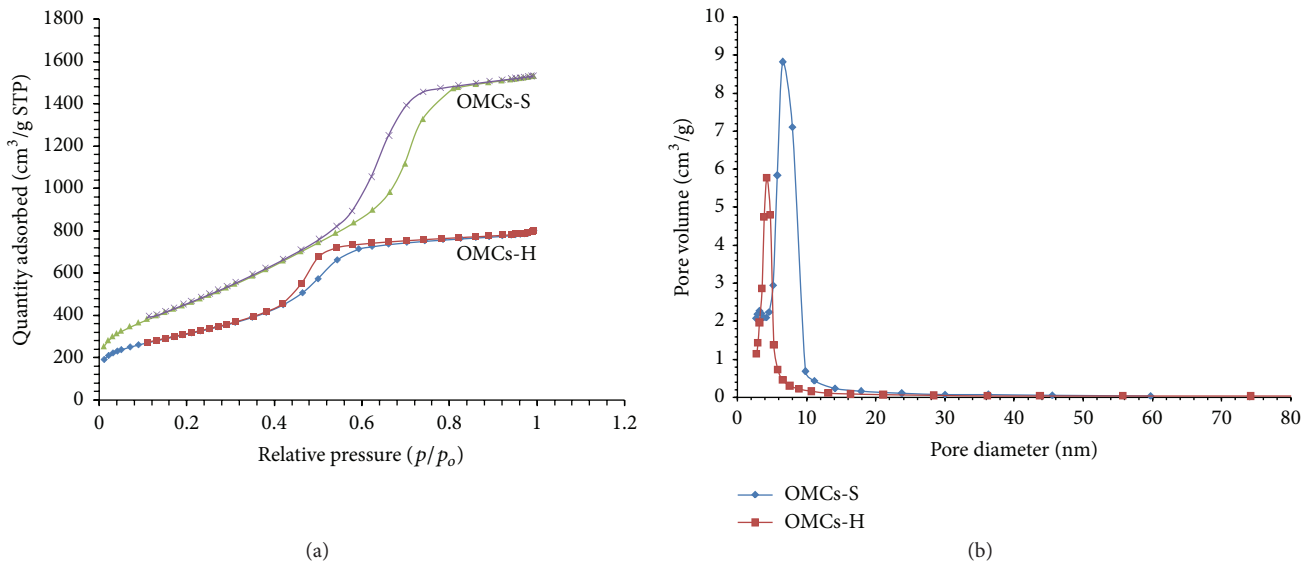 1800
1600
1400
1200
1000
800
600
400
200
0
Quantity adsorbed (cm³/g STP)
OMCs-S
OMCs-H
0 0.2 0.4 0.6 0.8 1 1.2
Relative pressure (p/pₒ)
(a)
10
9
8
7
6
5
4
3
2
1
0
Pore volume (cm³/g)
0 10 20 30 40 50 60 70 80
Pore diameter (nm)
OMCs-S
OMCs-H
(b)